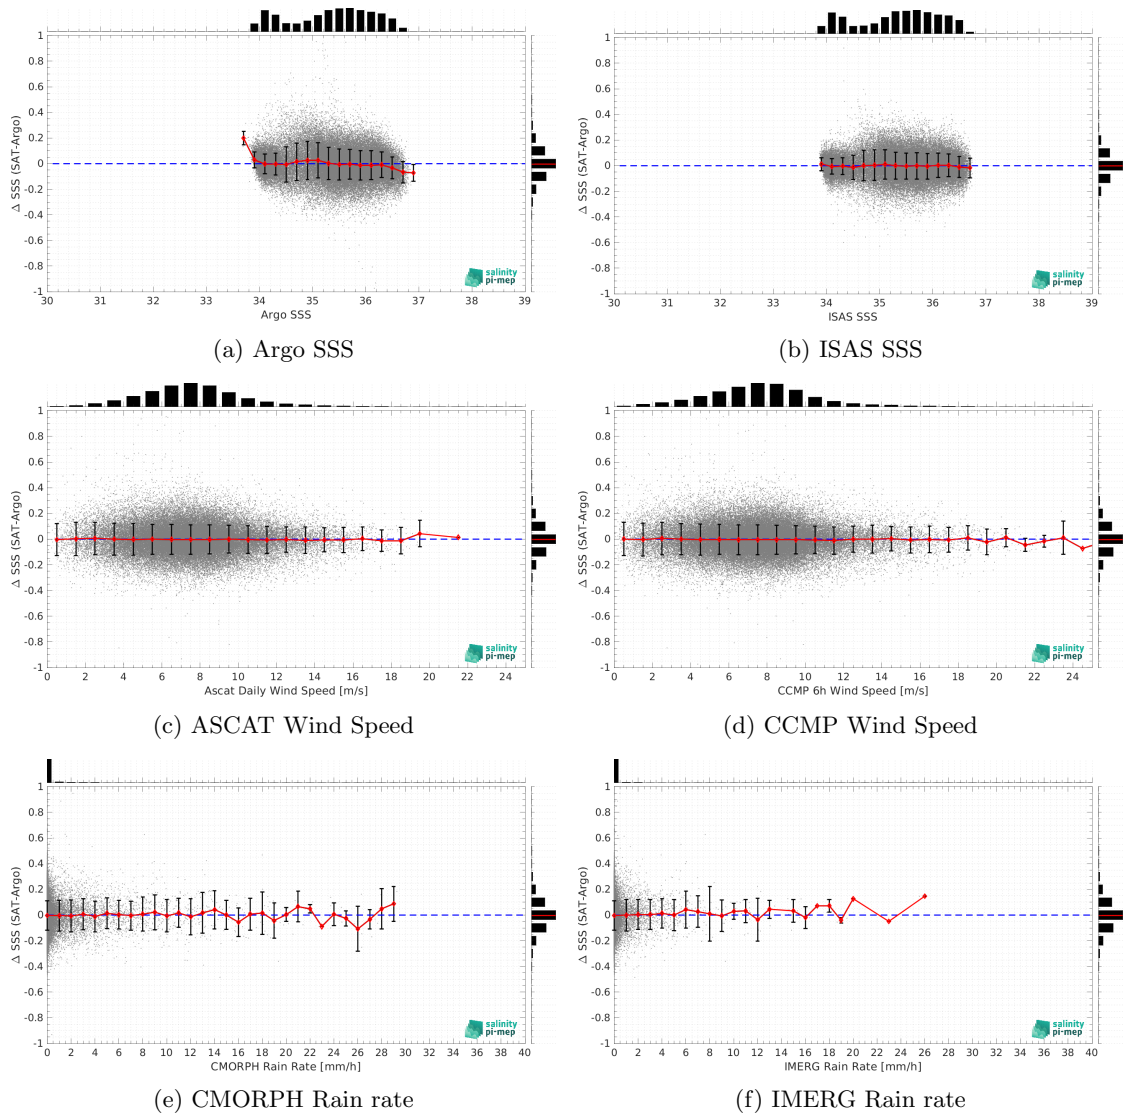 1
0.8
0.6
0.4
0.2
0
-0.2
-0.4
-0.6
-0.8
-1
Δ SSS (SAT-Argo)
30 31 32 33 34 35 36 37 38 39
Argo SSS
salinity
pi-mep
(a) Argo SSS
1
0.8
0.6
0.4
0.2
0
-0.2
-0.4
-0.6
-0.8
-1
Δ SSS (SAT-Argo)
30 31 32 33 34 35 36 37 38 39
ISAS SSS
salinity
pi-mep
(b) ISAS SSS
1
0.8
0.6
0.4
0.2
0
-0.2
-0.4
-0.6
-0.8
-1
Δ SSS (SAT-Argo)
0 2 4 6 8 10 12 14 16 18 20 22 24
Ascat Daily Wind Speed [m/s]
salinity
pi-mep
(c) ASCAT Wind Speed
1
0.8
0.6
0.4
0.2
0
-0.2
-0.4
-0.6
-0.8
-1
Δ SSS (SAT-Argo)
0 2 4 6 8 10 12 14 16 18 20 22 24
CCMP 6h Wind Speed [m/s]
salinity
pi-mep
(d) CCMP Wind Speed
1
0.8
0.6
0.4
0.2
0
-0.2
-0.4
-0.6
-0.8
-1
Δ SSS (SAT-Argo)
0 2 4 6 8 10 12 14 16 18 20 22 24 26 28 30 32 34 36 38 40
CMORPH Rain Rate [mm/h]
salinity
pi-mep
(e) CMORPH Rain rate
1
0.8
0.6
0.4
0.2
0
-0.2
-0.4
-0.6
-0.8
-1
Δ SSS (SAT-Argo)
0 2 4 6 8 10 12 14 16 18 20 22 24 26 28 30 32 34 36 38 40
IMERG Rain Rate [mm/h]
salinity
pi-mep
(f) IMERG Rain rate